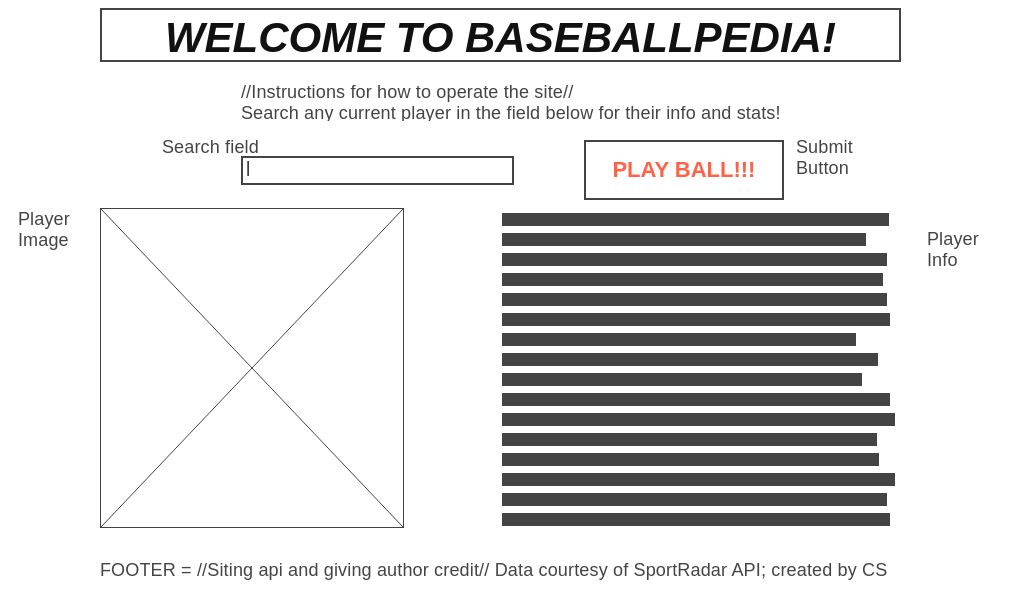 WELCOME TO BASEBALLPEDIA!
//Instructions for how to operate the site//
Search any current player in the field below for their info and stats!
Search field
|
PLAY BALL!!!
Submit
Button
Player
Image
Player
Info
FOOTER = //Siting api and giving author credit// Data courtesy of SportRadar API; created by CS